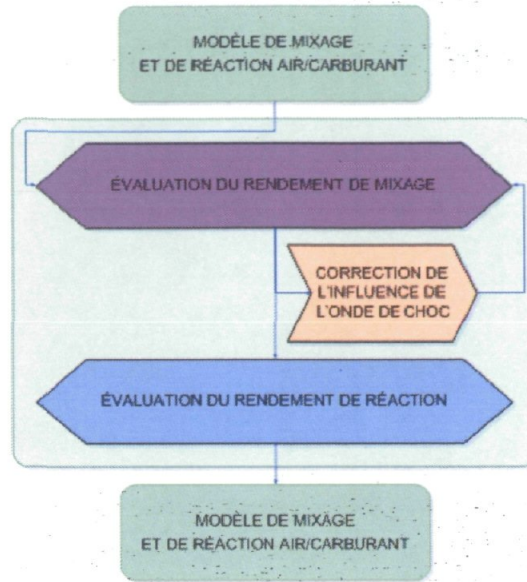 MODÈLE DE MIXAGE
ET DE RÉACTION AIR/CARBURANT
ÉVALUATION DU RENDEMENT DE MIXAGE
CORRECTION DE
L'INFLUENCE DE
L'ONDE DE CHOC
ÉVALUATION DU RENDEMENT DE RÉACTION
MODÈLE DE MIXAGE
ET DE RÉACTION AIR/CARBURANT